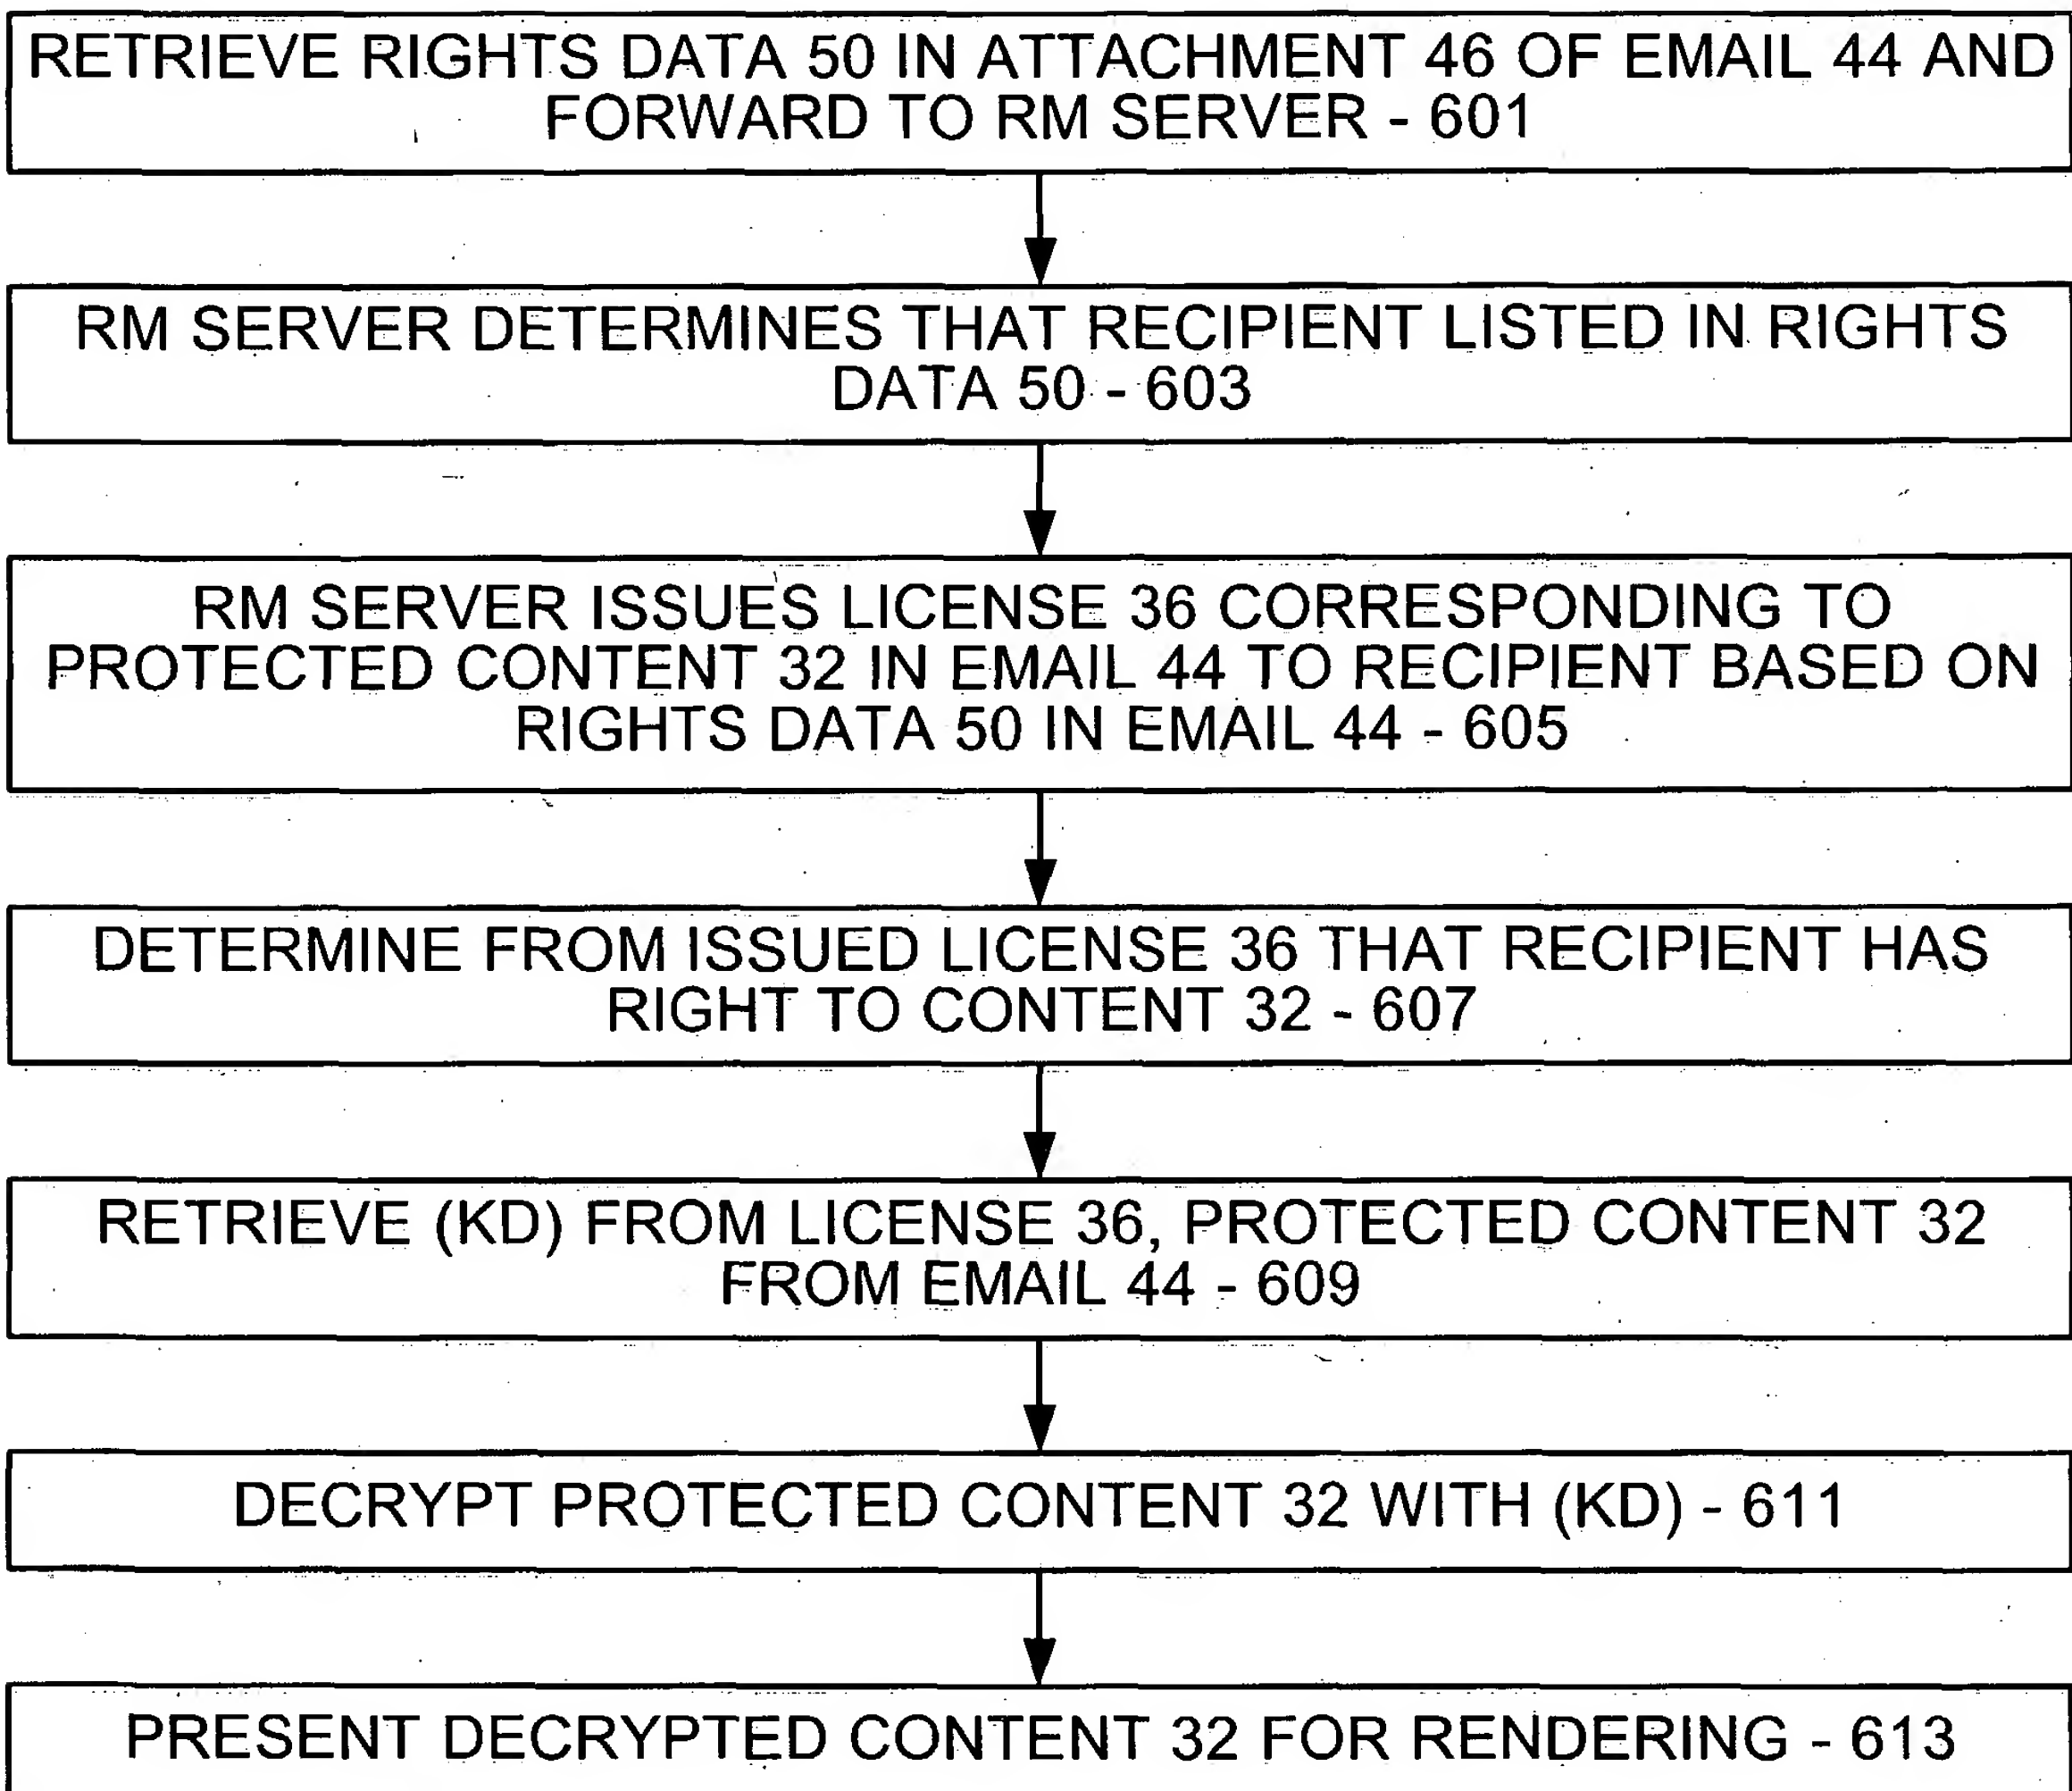 RETRIEVE RIGHTS DATA 50 IN ATTACHMENT 46 OF EMAIL 44 AND
FORWARD TO RM SERVER - 601
RM SERVER DETERMINES THAT RECIPIENT LISTED IN RIGHTS
DATA 50 - 603
RM SERVER ISSUES LICENSE 36 CORRESPONDING TO
PROTECTED CONTENT 32 IN EMAIL 44 TO RECIPIENT BASED ON
RIGHTS DATA 50 IN EMAIL 44 - 605
DETERMINE FROM ISSUED LICENSE 36 THAT RECIPIENT HAS
RIGHT TO CONTENT 32 - 607
RETRIEVE (KD) FROM LICENSE 36, PROTECTED CONTENT 32
FROM EMAIL 44 - 609
DECRYPT PROTECTED CONTENT 32 WITH (KD) - 611
PRESENT DECRYPTED CONTENT 32 FOR RENDERING - 613